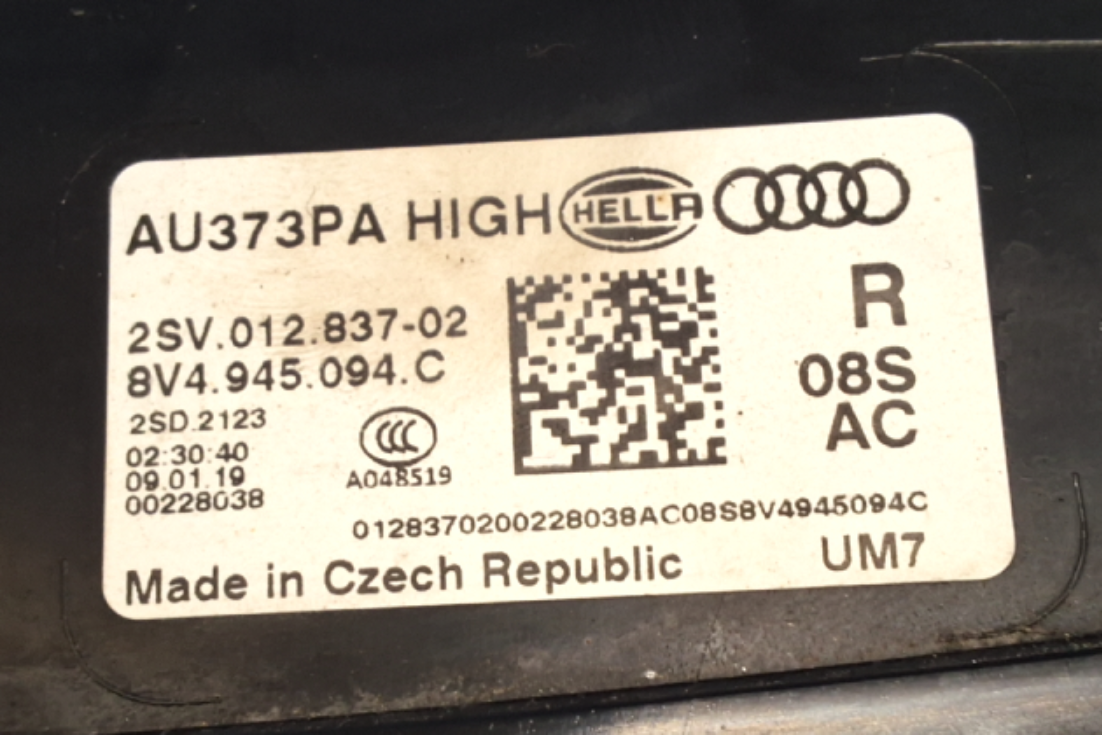 AU373PA HIGH HELLA
R
2SV.012.837-02
8V4.945.094.C
08S
AC
2SD.2123
02:30:40
09.01.19
00228038
CCC
A048519
0128370200228038AC08S8V4945094C
Made in Czech Republic
UM7